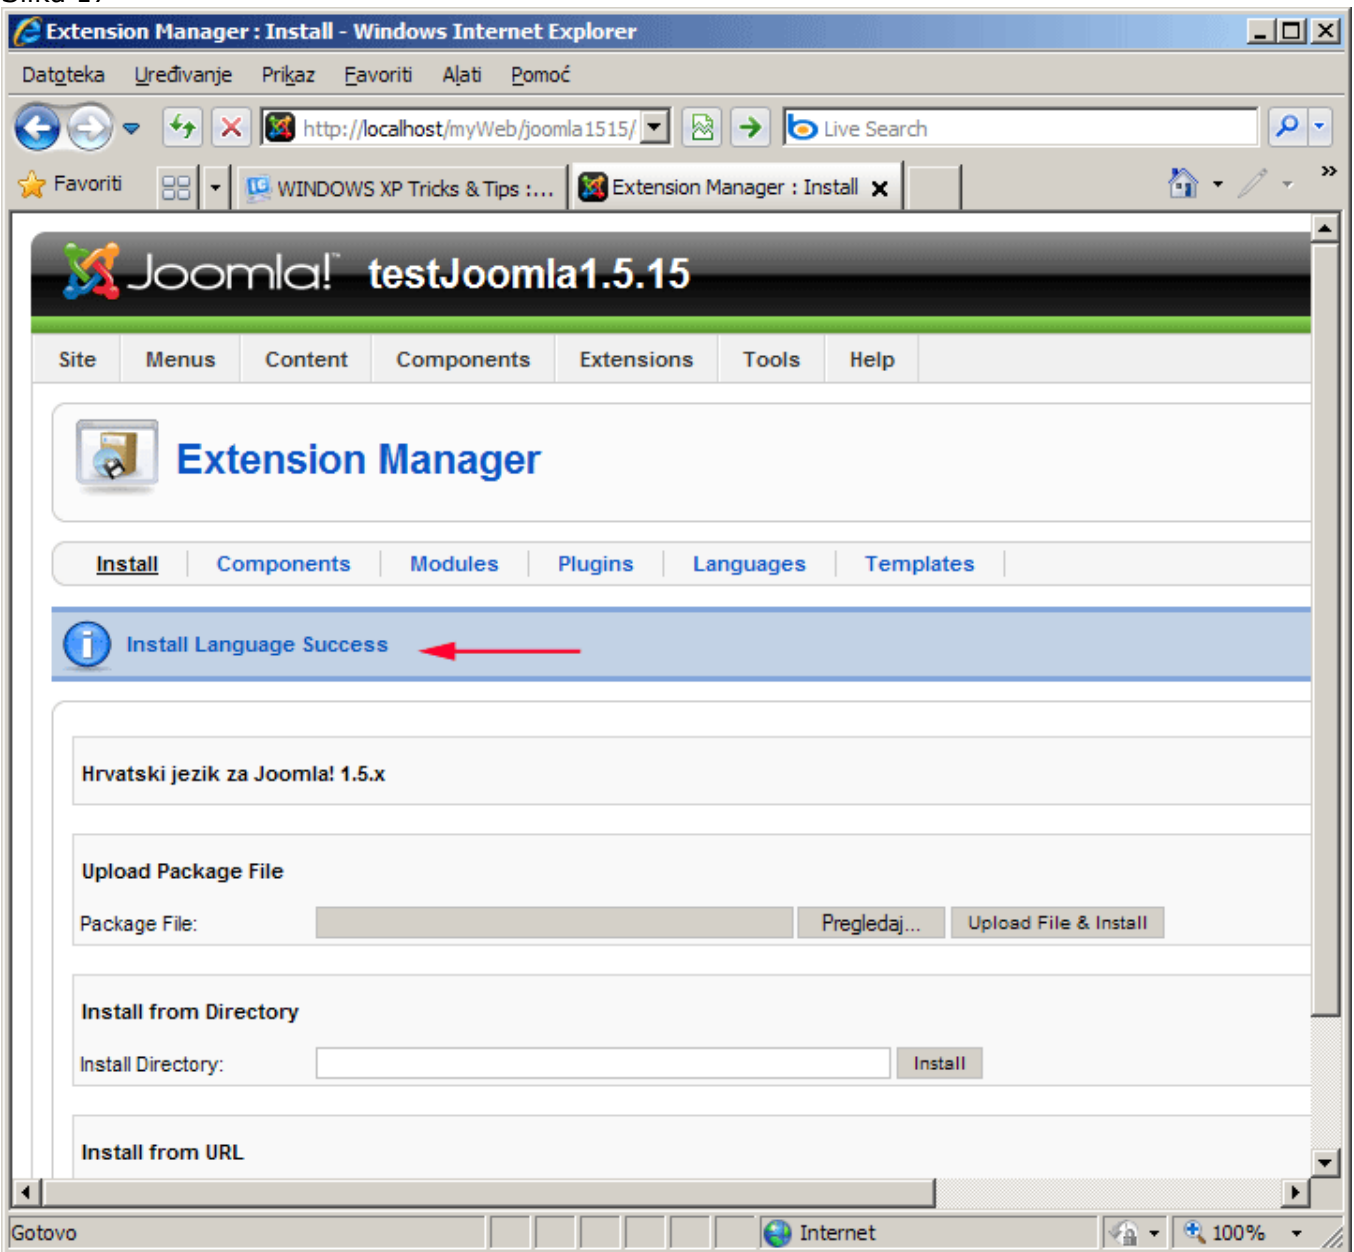 Extension Manager : Install - Windows Internet Explorer
Datoteka Uređivanje Prikaz Favoriti Alati Pomoć
http://localhost/myWeb/joomla1515/ Live Search
Favoriti WINDOWS XP Tricks & Tips :... Extension Manager : Install
Joomla!™ testJoomla1.5.15
Site Menus Content Components Extensions Tools Help
Extension Manager
Install Components Modules Plugins Languages Templates
Install Language Success
Hrvatski jezik za Joomla! 1.5.x
Upload Package File
Package File: Pregledaj... Upload File & Install
Install from Directory
Install Directory: Install
Install from URL
Gotovo Internet 100%